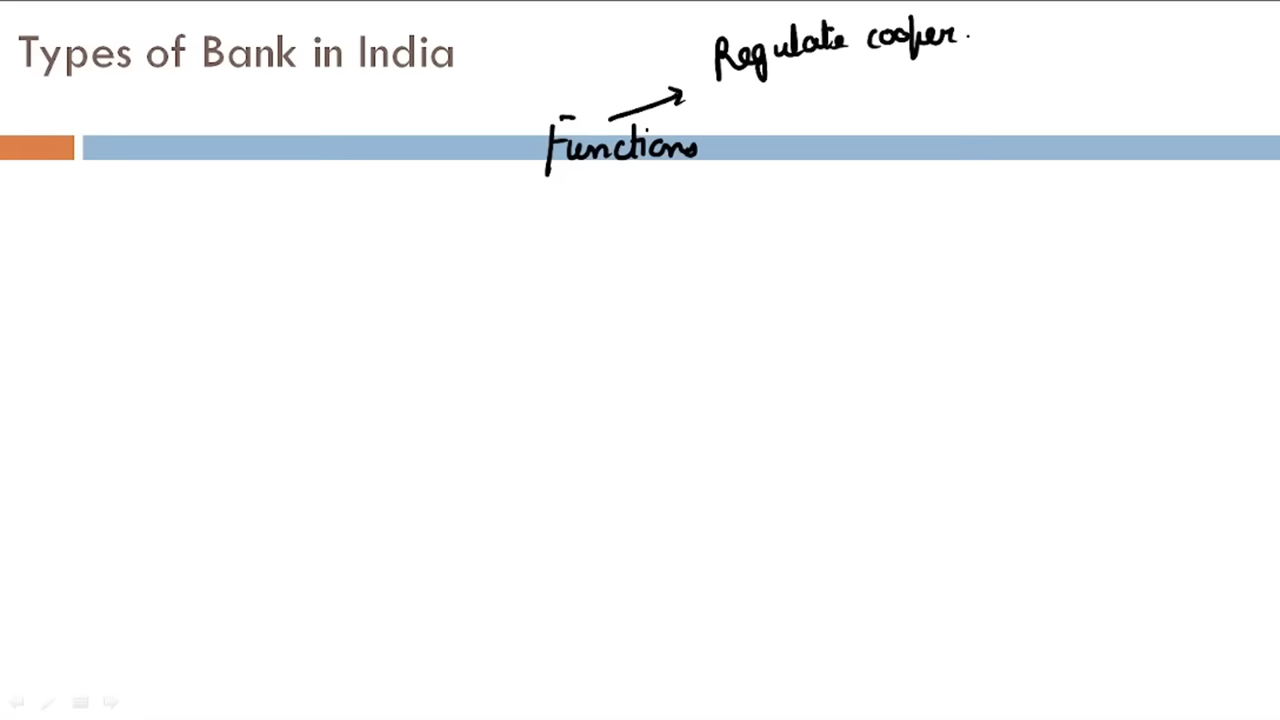 Types of Bank in India
Regulate cooper.
Functions